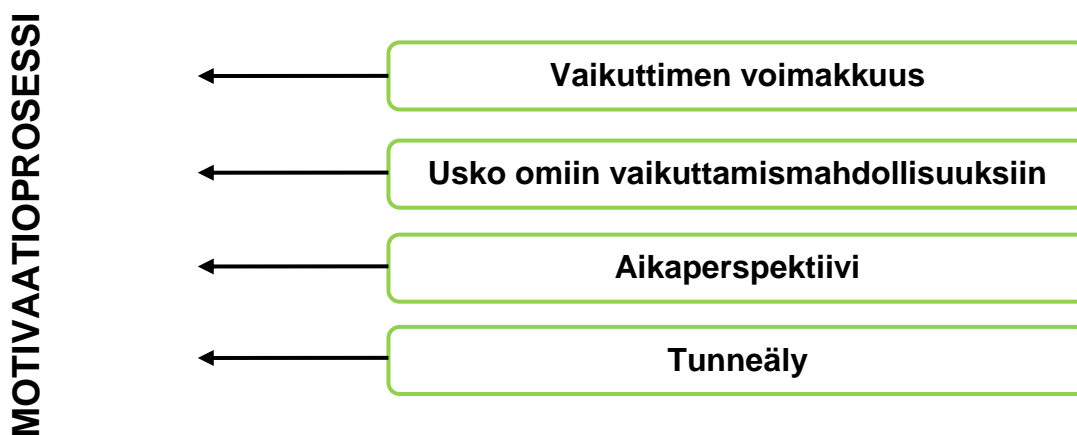 MOTIVAATIOPROSESSI
Vaikuttimen voimakkuus
Usko omiin vaikuttamismahdollisuuksiin
Aikaperspektiivi
Tunneäly